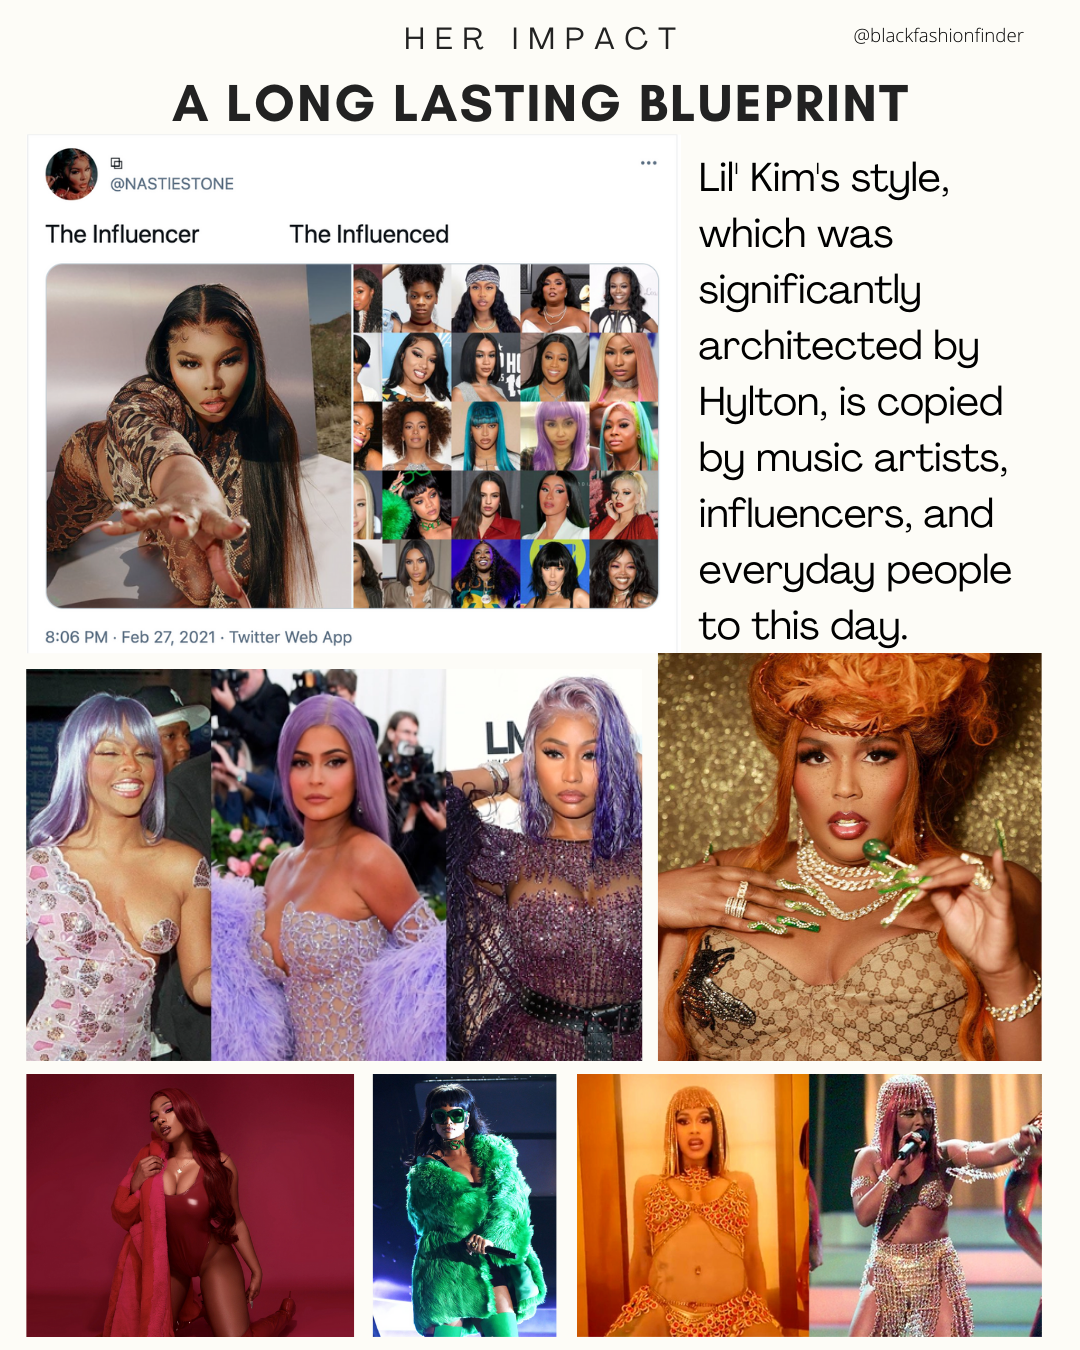 HER IMPACT
@blackfashionfinder
A LONG LASTING BLUEPRINT
@NASTIESTONE
The Influencer The Influenced
8:06 PM · Feb 27, 2021 · Twitter Web App
Lil' Kim's style,
which was
significantly
architected by
Hylton, is copied
by music artists,
influencers, and
everyday people
to this day.
LM